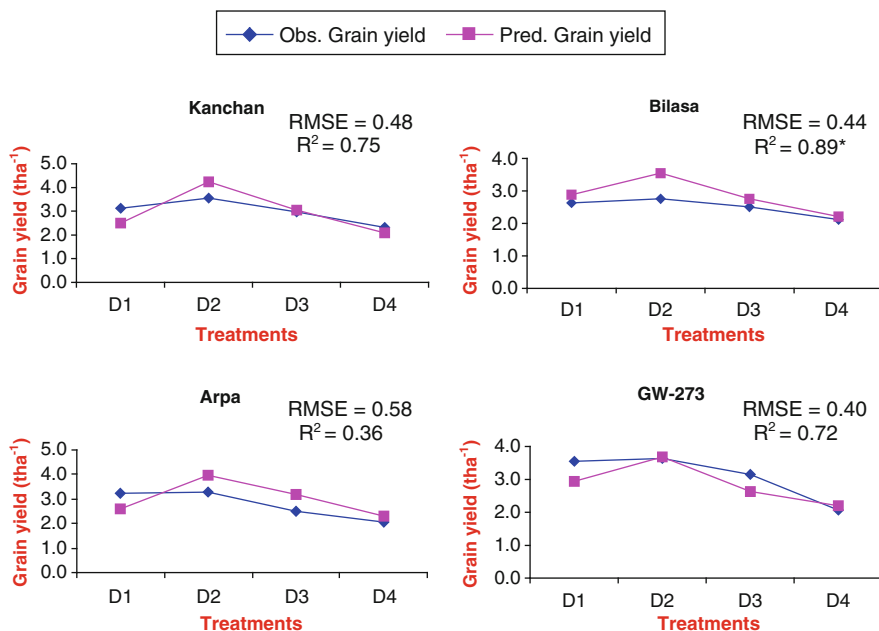 Obs. Grain yield Pred. Grain yield
Kanchan
RMSE = 0.48
R² = 0.75
Grain yield (tha⁻¹)
5.0
4.0
3.0
2.0
1.0
0.0
D1 D2 D3 D4
Treatments
Bilasa
RMSE = 0.44
R² = 0.89*
Grain yield (tha⁻¹)
4.0
3.0
2.0
1.0
0.0
D1 D2 D3 D4
Treatments
Arpa
RMSE = 0.58
R² = 0.36
Grain yield (tha⁻¹)
5.0
4.0
3.0
2.0
1.0
0.0
D1 D2 D3 D4
Treatments
GW-273
RMSE = 0.40
R² = 0.72
Grain yield (tha⁻¹)
4.0
3.0
2.0
1.0
0.0
D1 D2 D3 D4
Treatments